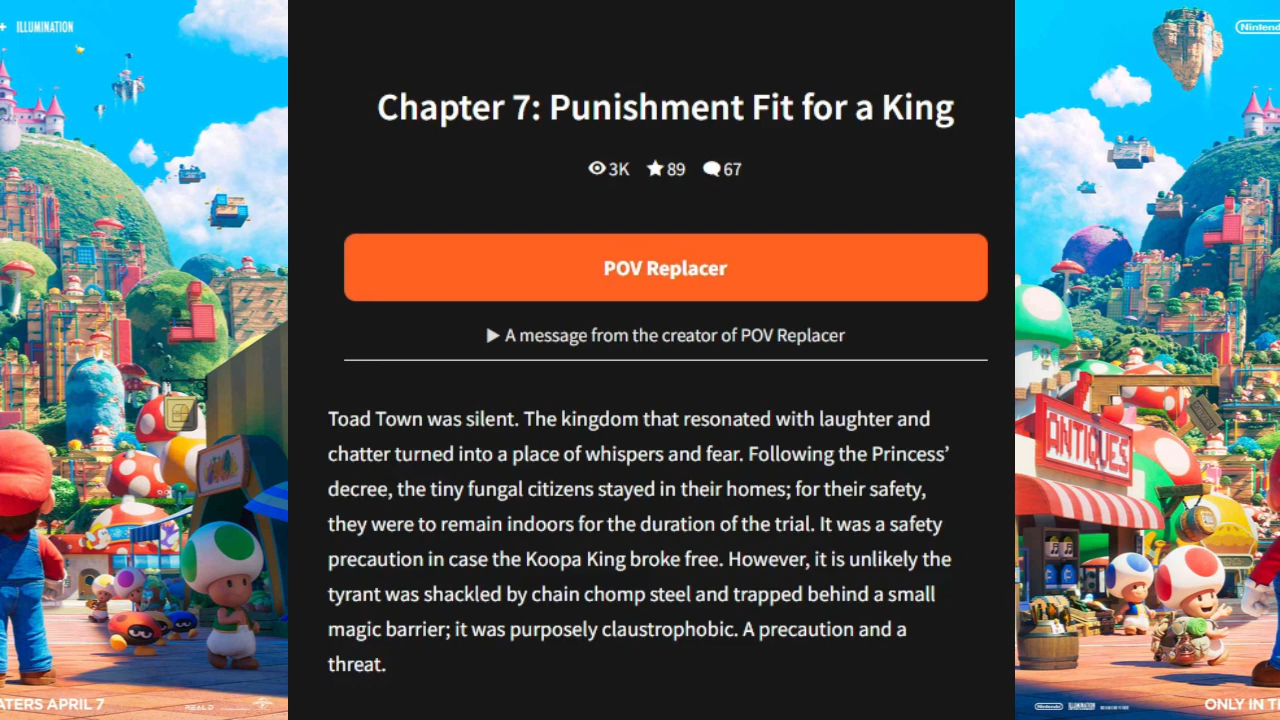 ILLUMINATION
Nintendo
Chapter 7: Punishment Fit for a King
3K 89 67
POV Replacer
▶ A message from the creator of POV Replacer
Toad Town was silent. The kingdom that resonated with laughter and
chatter turned into a place of whispers and fear. Following the Princess’
decree, the tiny fungal citizens stayed in their homes; for their safety,
they were to remain indoors for the duration of the trial. It was a safety
precaution in case the Koopa King broke free. However, it is unlikely the
tyrant was shackled by chain chomp steel and trapped behind a small
magic barrier; it was purposely claustrophobic. A precaution and a
threat.
ANTIQUES
ATERS APRIL 7
REALD
Nintendo ILLUMINATION
ONLY IN T